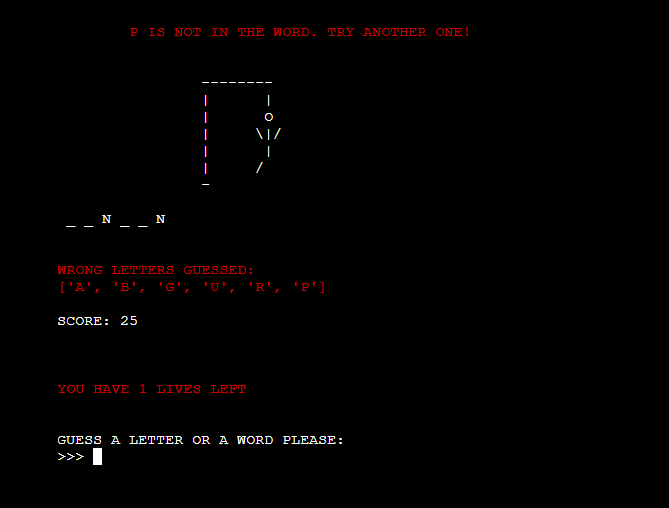 P IS NOT IN THE WORD. TRY ANOTHER ONE!
_ _ N _ _ N
WRONG LETTERS GUESSED:
['A', 'B', 'G', 'U', 'R', 'P']
SCORE: 25
YOU HAVE 1 LIVES LEFT
GUESS A LETTER OR A WORD PLEASE:
>>>